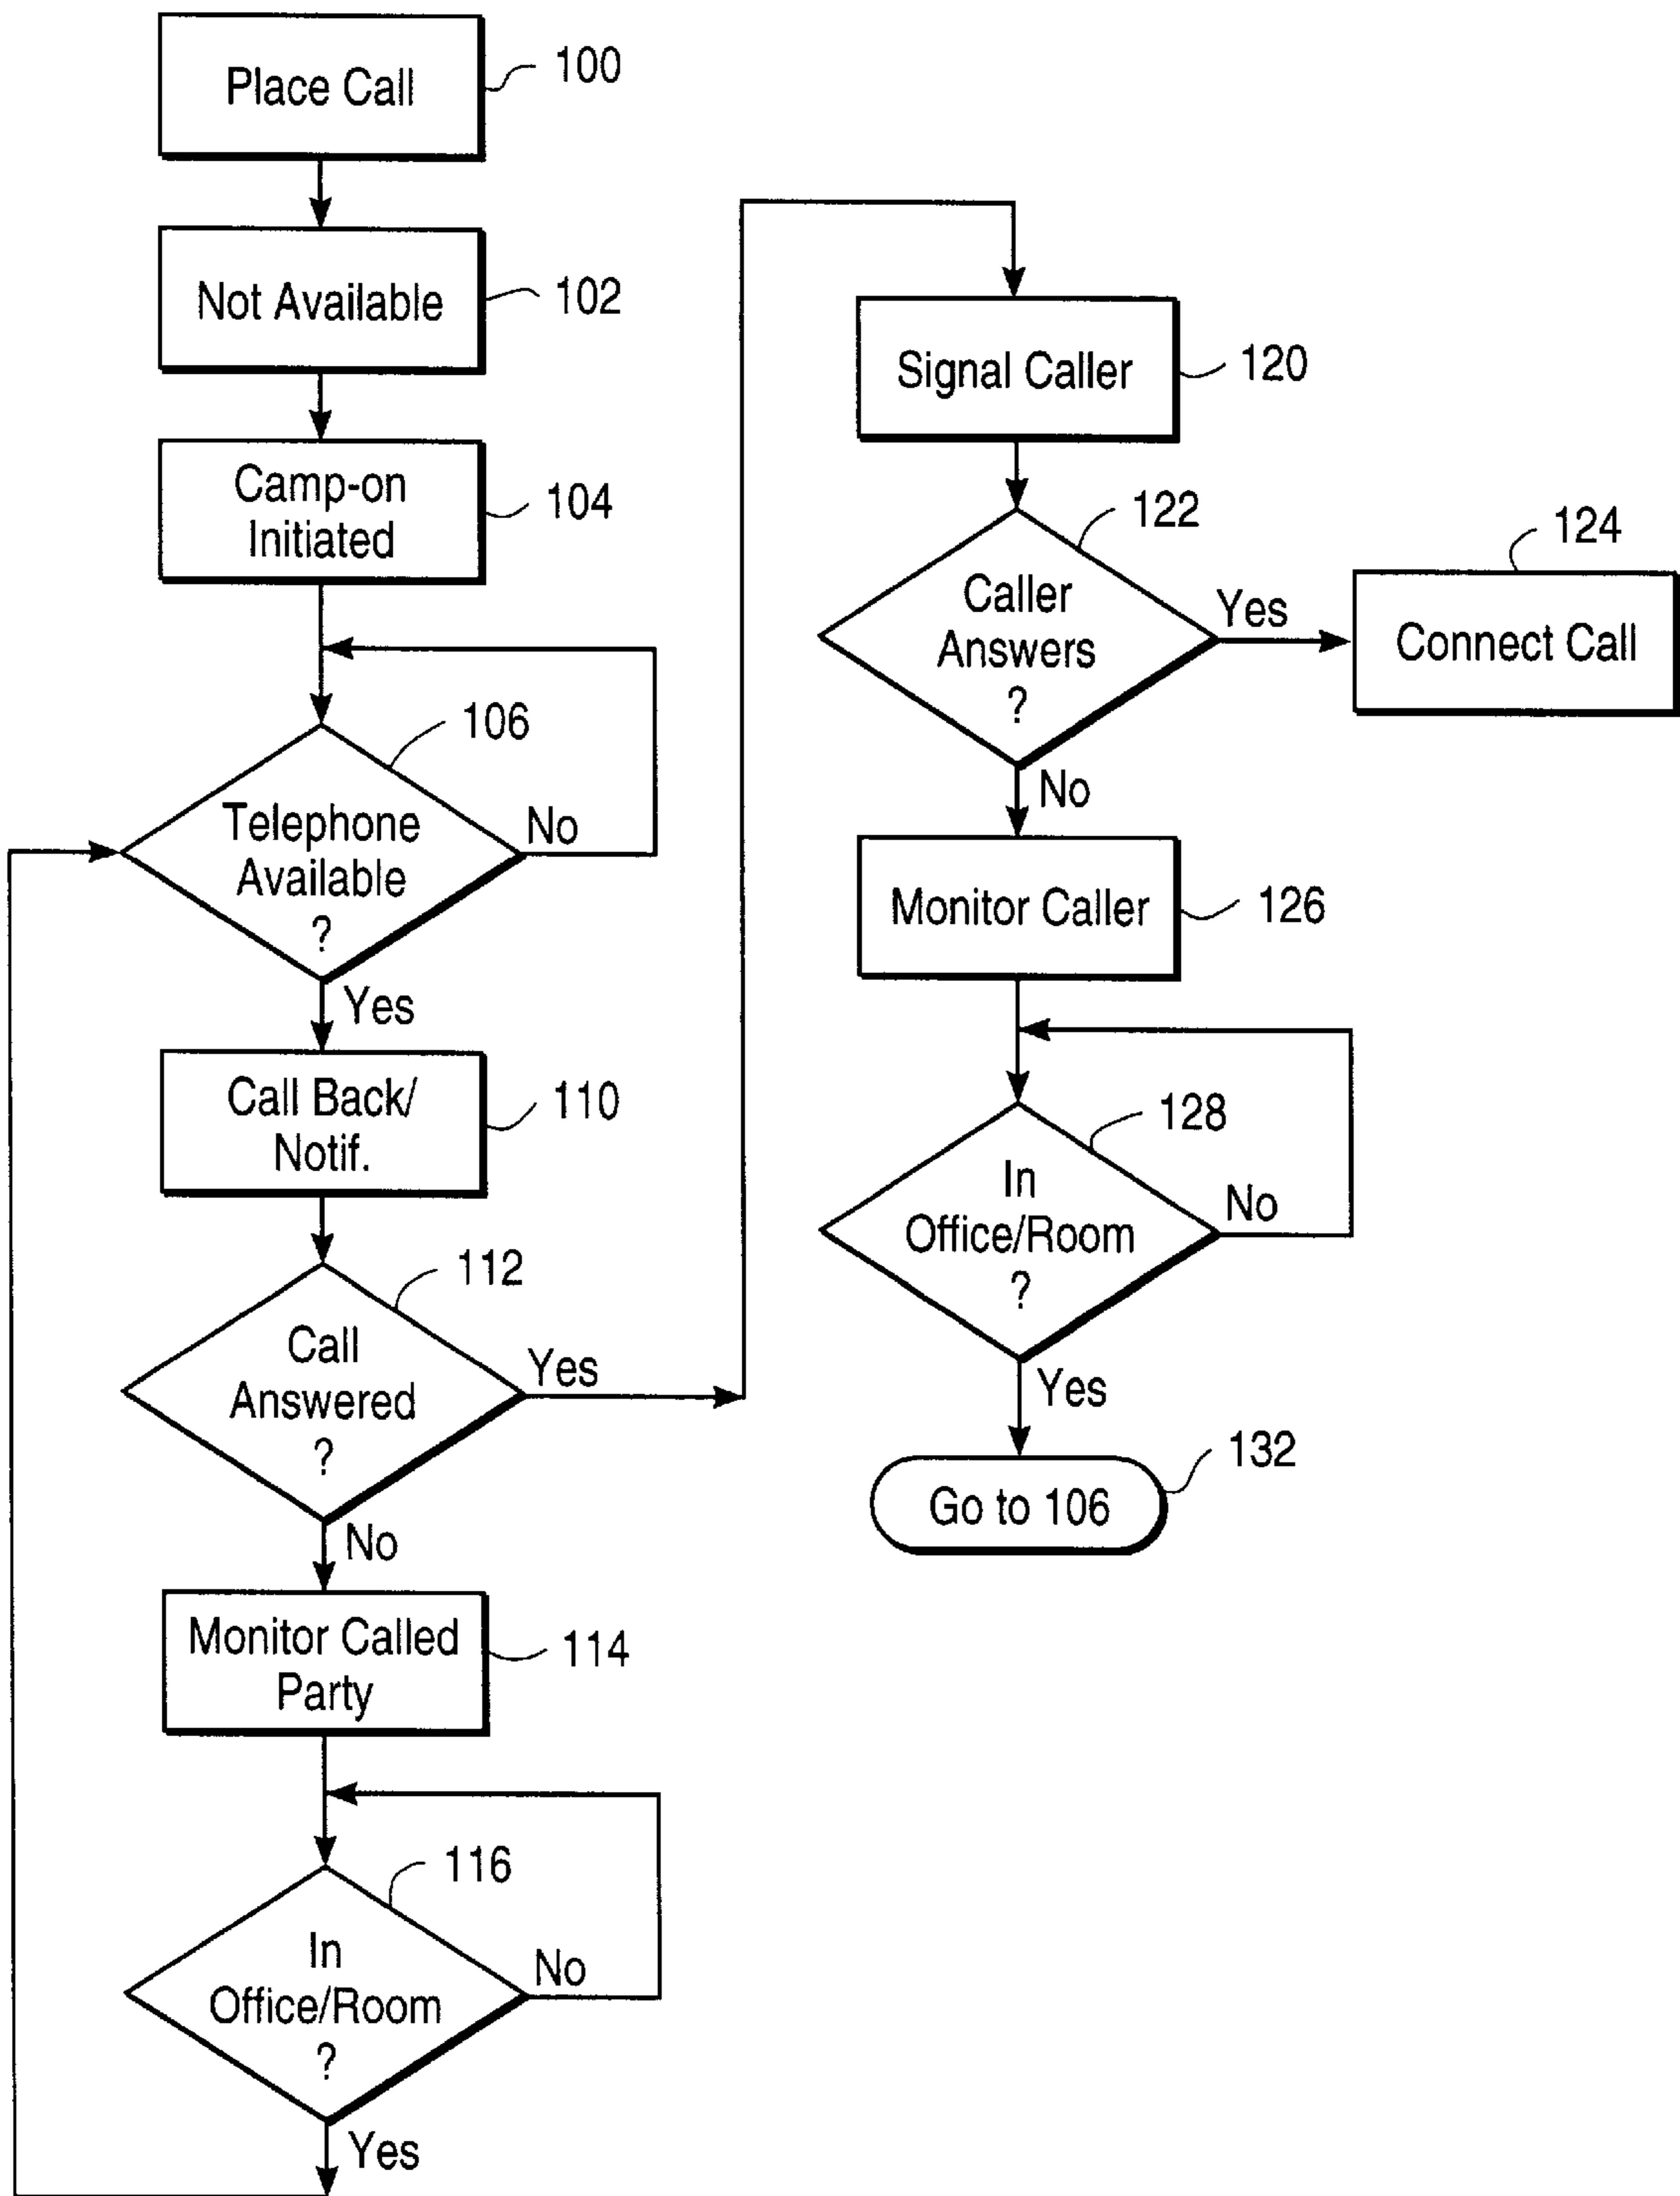 Place Call
100
Not Available
102
Camp-on
Initiated
104
106
Telephone
Available
?
No
Yes
Call Back/
Notif.
110
112
Call
Answered
?
Yes
No
Monitor Called
Party
114
116
In
Office/Room
?
No
Yes
Signal Caller
120
122
Caller
Answers
?
Yes
124
Connect Call
No
Monitor Caller
126
128
In
Office/Room
?
No
Yes
132
Go to 106